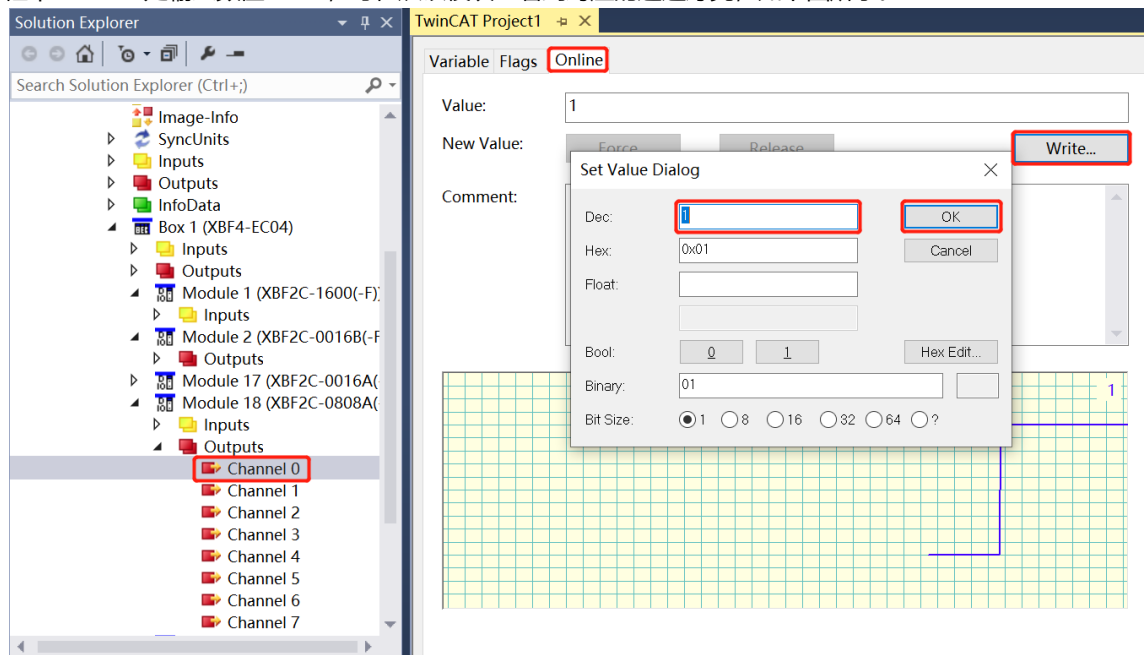 Solution Explorer
TwinCAT Project1
Search Solution Explorer (Ctrl+;)
Image-Info
SyncUnits
Inputs
Outputs
InfoData
Box 1 (XBF4-EC04)
Inputs
Outputs
Module 1 (XBF2C-1600(-F))
Inputs
Module 2 (XBF2C-0016B(-F
Outputs
Module 17 (XBF2C-0016A(-
Module 18 (XBF2C-0808A(-
Inputs
Outputs
Channel 0
Channel 1
Channel 2
Channel 3
Channel 4
Channel 5
Channel 6
Channel 7
Variable Flags Online
Value: 1
New Value: Force Release Write...
Comment:
Set Value Dialog
Dec: 1 OK
Hex: 0x01 Cancel
Float:
Bool: 0 1 Hex Edit...
Binary: 01
Bit Size: 1 8 16 32 64 ?
1